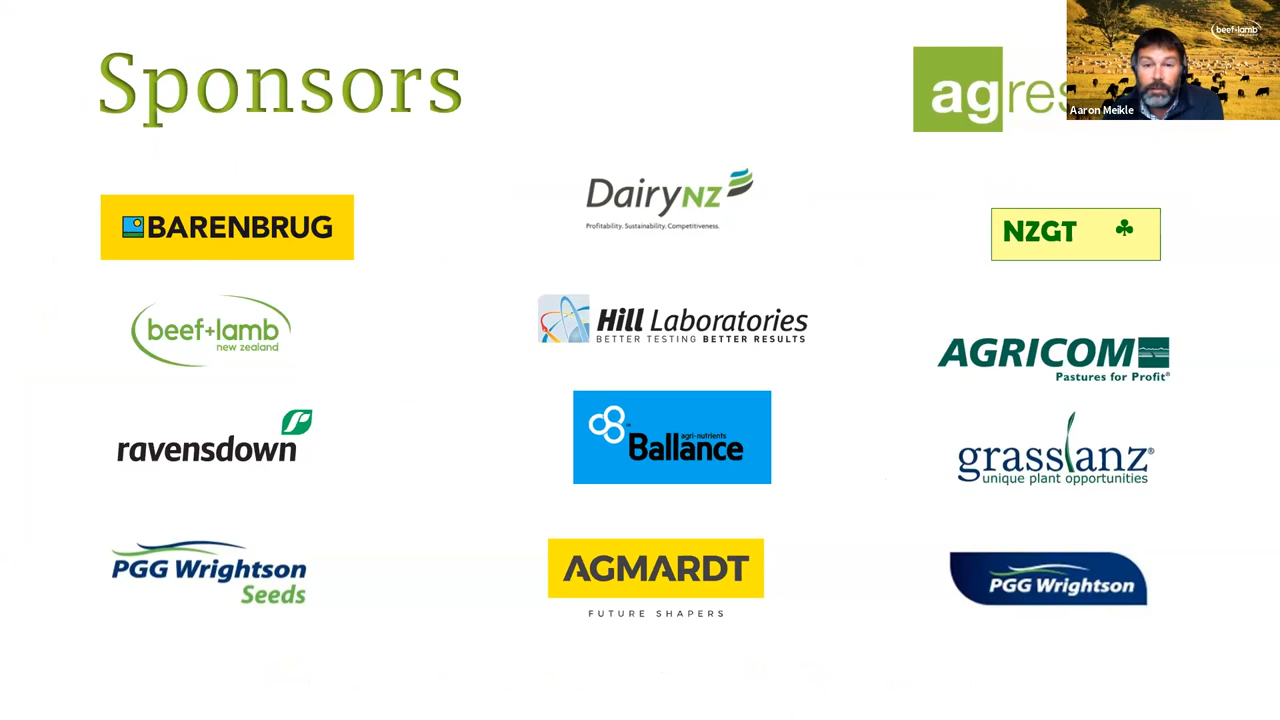 Sponsors
agres
beef+lamb
Aaron Meikle
BARENBRUG
DairyNZ
Profitability. Sustainability. Competitiveness.
NZGT
beef+lamb
new zealand
Hill Laboratories
BETTER TESTING BETTER RESULTS
AGRICOM
Pastures for Profit®
ravensdown
agri-nutrients
Ballance
grasslanz®
unique plant opportunities
PGG Wrightson
Seeds
AGMARDT
FUTURE SHAPERS
PGG Wrightson